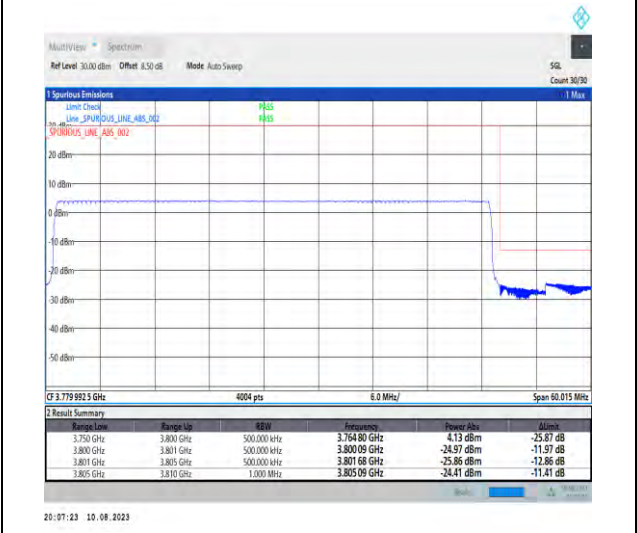 MultiView Spectrum
Ref Level 30.00 dBm Offset 8.50 dB Mode Auto Sweep SGL
Count 30/30
1 Spurious Emissions 1 Max
Limit Check PASS
Line _SPURIOUS_LINE_ABS_002 PASS
_SPURIOUS_LINE_ABS_002
20 dBm
10 dBm
0 dBm
-10 dBm
-20 dBm
-30 dBm
-40 dBm
-50 dBm
CF 3.779 992 5 GHz 4004 pts 6.0 MHz/ Span 60.015 MHz
2 Result Summary
Range Low Range Up RBW Frequency Power Abs ΔLimit
3.750 GHz 3.800 GHz 500.000 kHz 3.764 80 GHz 4.13 dBm -25.87 dB
3.800 GHz 3.801 GHz 500.000 kHz 3.800 09 GHz -24.97 dBm -11.97 dB
3.801 GHz 3.805 GHz 500.000 kHz 3.801 68 GHz -25.86 dBm -12.86 dB
3.805 GHz 3.810 GHz 1.000 MHz 3.805 09 GHz -24.41 dBm -11.41 dB
20:07:23 10.08.2023